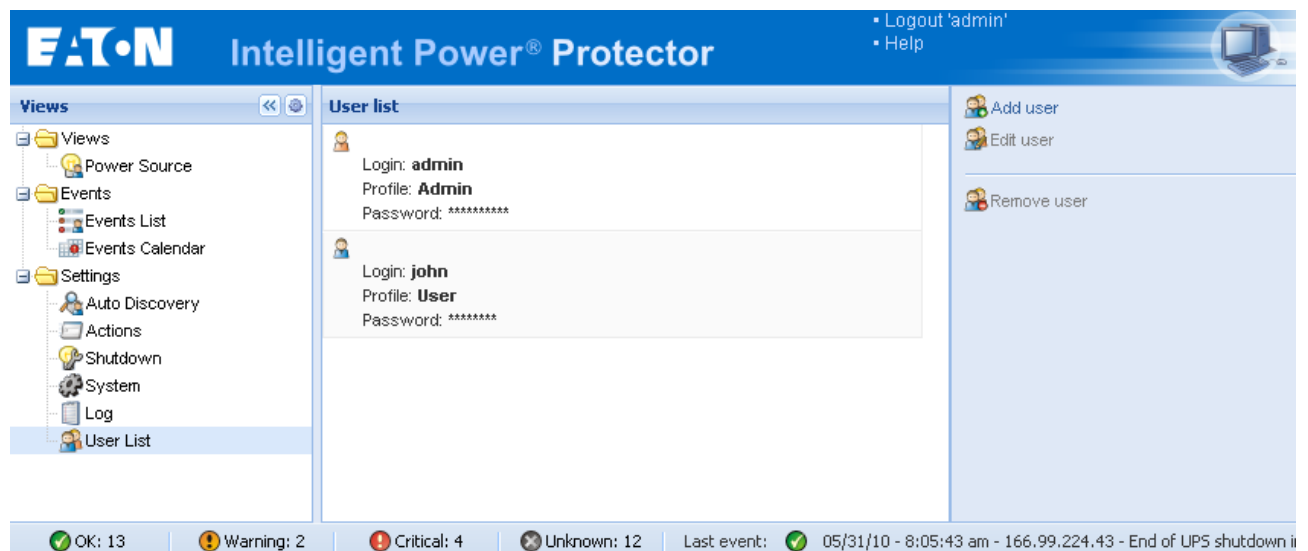 EATON Intelligent Power® Protector
▪ Logout 'admin'
▪ Help
Views
Views
Power Source
Events
Events List
Events Calendar
Settings
Auto Discovery
Actions
Shutdown
System
Log
User List
User list
Login: admin
Profile: Admin
Password: **********
Login: john
Profile: User
Password: ********
Add user
Edit user
Remove user
OK: 13 Warning: 2 Critical: 4 Unknown: 12 Last event: 05/31/10 - 8:05:43 am - 166.99.224.43 - End of UPS shutdown